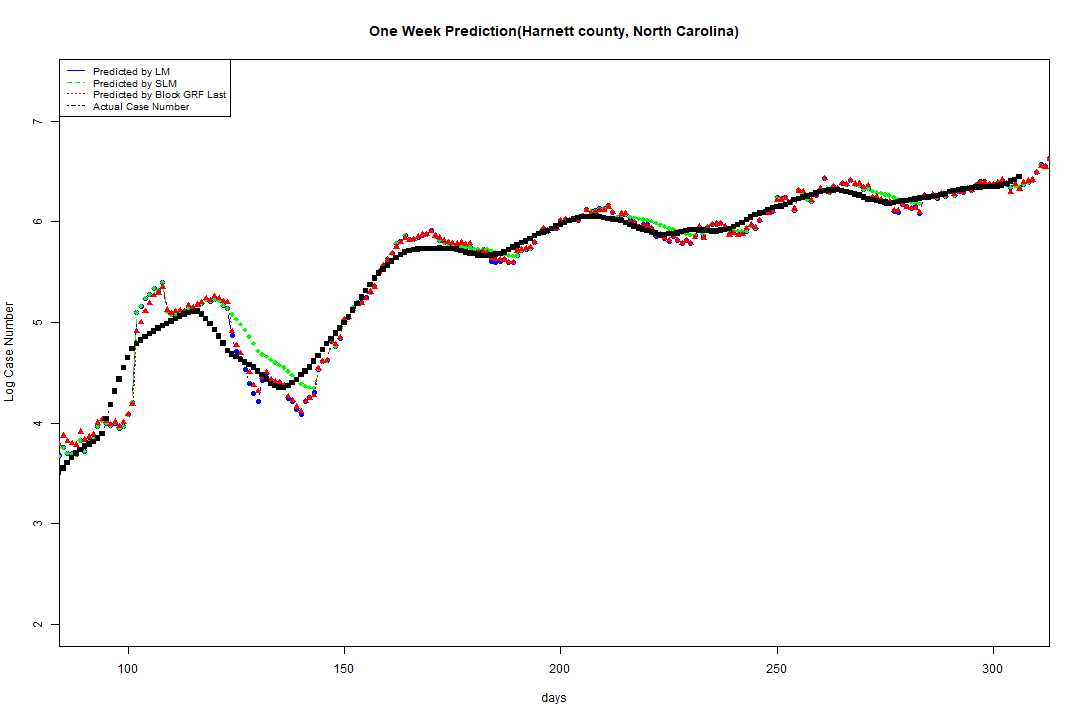 One Week Prediction(Harnett county, North Carolina)
Predicted by LM
Predicted by SLM
Predicted by Block GRF Last
Actual Case Number
7
6
5
4
3
2
Log Case Number
100 150 200 250 300
days